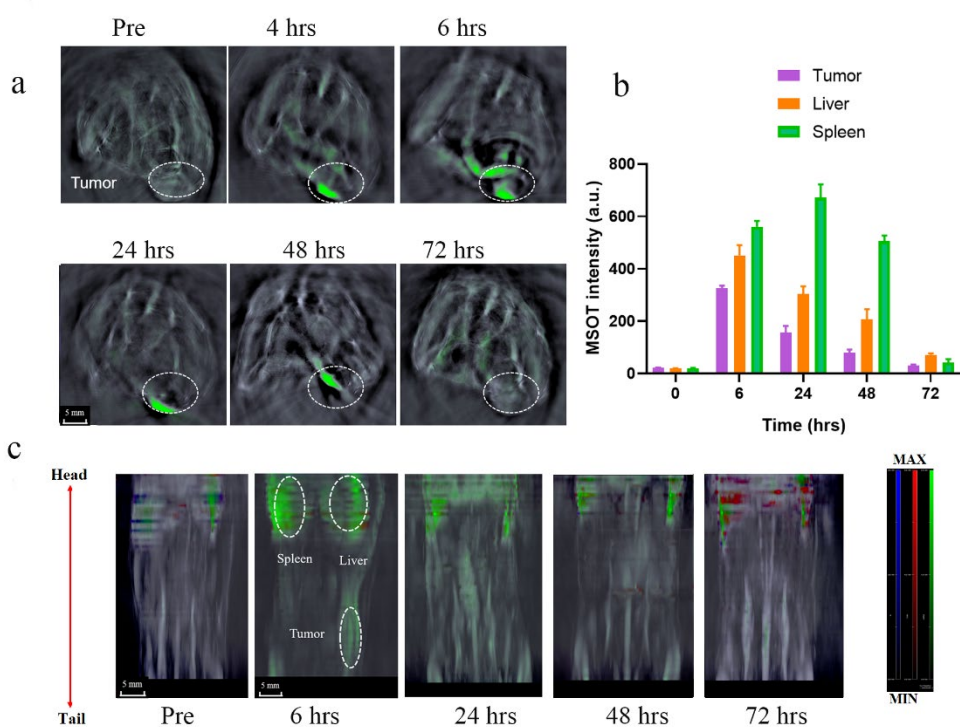 a
Pre
4 hrs
6 hrs
Tumor
24 hrs
48 hrs
72 hrs
5 mm
b
Tumor
Liver
Spleen
MSOT intensity (a.u.)
800
600
400
200
0
0
6
24
48
72
Time (hrs)
c
Head
Tail
Spleen
Liver
Tumor
5 mm
5 mm
Pre
6 hrs
24 hrs
48 hrs
72 hrs
MAX
MIN